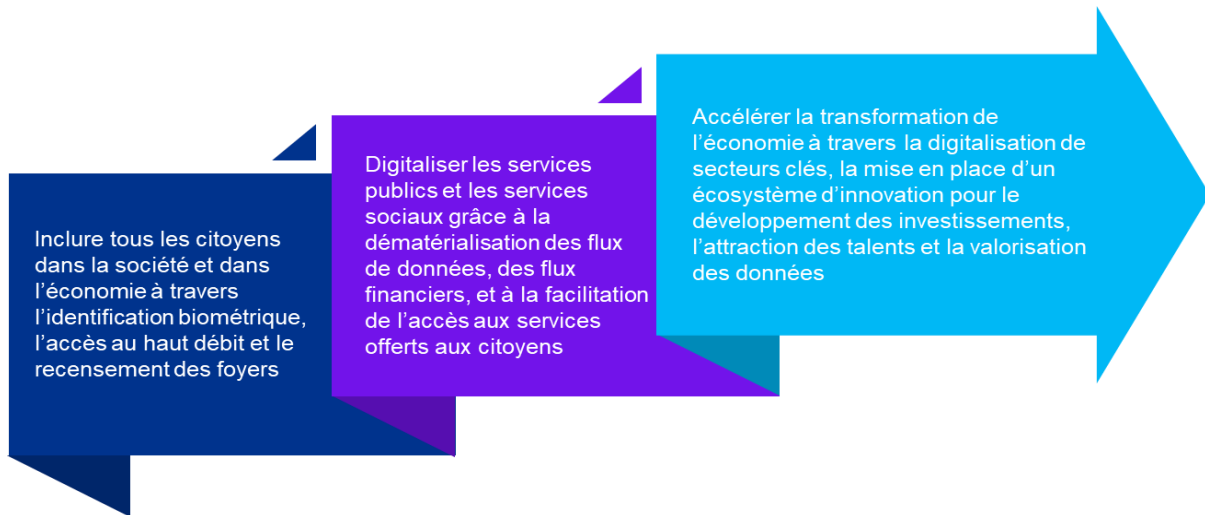 Inclure tous les citoyens
dans la société et dans
l’économie à travers
l’identification biométrique,
l’accès au haut débit et le
recensement des foyers
Digitaliser les services
publics et les services
sociaux grâce à la
dématérialisation des flux
de données, des flux
financiers, et à la facilitation
de l’accès aux services
offerts aux citoyens
Accélérer la transformation de
l’économie à travers la digitalisation de
secteurs clés, la mise en place d’un
écosystème d’innovation pour le
développement des investissements,
l’attraction des talents et la valorisation
des données